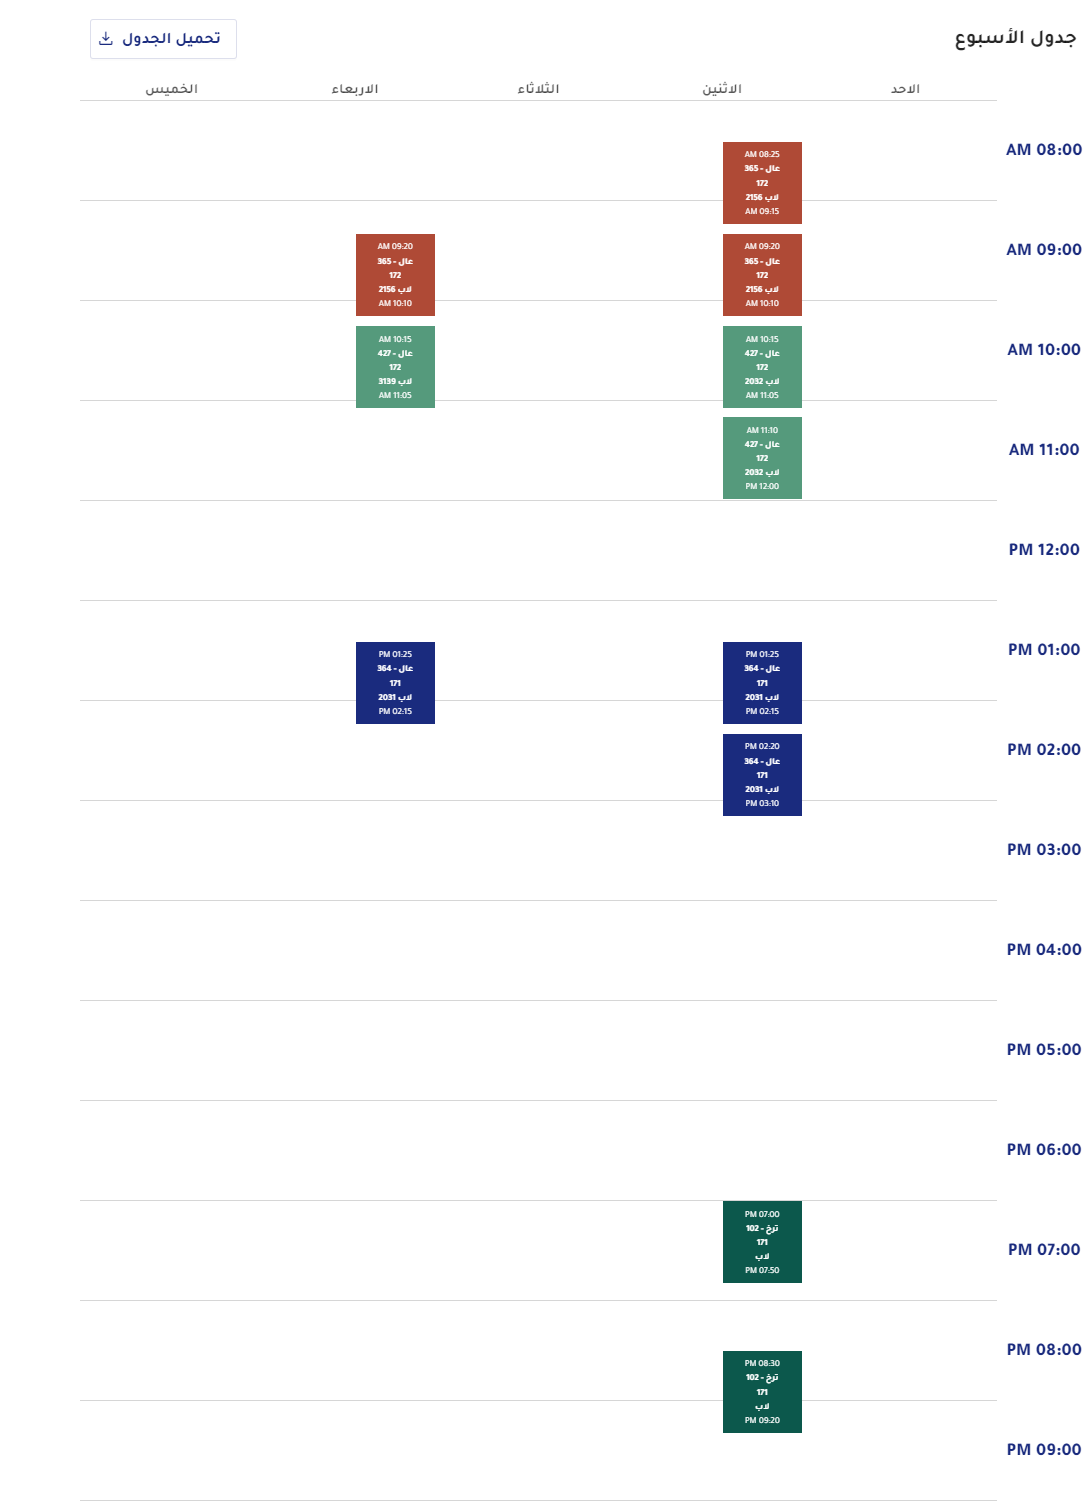 جدول الأسبوع
تحميل الجدول
الاحد
الاثنين
الثلاثاء
الاربعاء
الخميس
AM 08:00
AM 08:25
عال - 365
172
لاب 2156
AM 09:15
AM 09:00
AM 09:20
عال - 365
172
لاب 2156
AM 10:10
AM 09:20
عال - 365
172
لاب 2156
AM 10:10
AM 10:00
AM 10:15
عال - 427
172
لاب 2032
AM 11:05
AM 10:15
عال - 427
172
لاب 3139
AM 11:05
AM 11:00
AM 11:10
عال - 427
172
لاب 2032
PM 12:00
PM 12:00
PM 01:00
PM 01:25
عال - 364
171
لاب 2031
PM 02:15
PM 01:25
عال - 364
171
لاب 2031
PM 02:15
PM 02:00
PM 02:20
عال - 364
171
لاب 2031
PM 03:10
PM 03:00
PM 04:00
PM 05:00
PM 06:00
PM 07:00
PM 07:00
ترخ - 102
171
لاب
PM 07:50
PM 08:00
PM 08:30
ترخ - 102
171
لاب
PM 09:20
PM 09:00